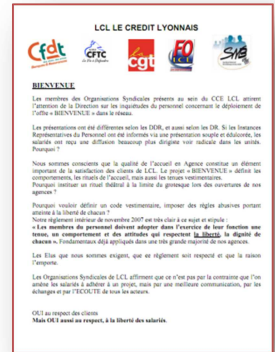 LCL LE CREDIT LYONNAIS
Cfdt
CFTC
cgt
FO
LCL
SNB
BIENVENUE
Les membres des Organisations Syndicales présents au sein du CCE LCL attirent
l'attention de la Direction sur les inquiétudes du personnel concernant le déploiement de
l'offre « BIENVENUE » dans le réseau.
Les présentations ont été différentes selon les DDR, et aussi selon les DR. Si les Instances
Représentatives du Personnel ont été informés via une présentation souple et édulcorée, les
salariés ont reçu une diffusion beaucoup plus dirigiste voir radicale dans les unités.
Pourquoi ?
Nous sommes conscients que la qualité de l'accueil en Agence constitue un élément
important de la satisfaction des clients de LCL. Le projet « BIENVENUE » définit les
comportements, les rituels de l'accueil, mais aussi les tenues vestimentaires.
Pourquoi instituer un rituel théâtral à la limite du grotesque lors des ouvertures de nos
agences ?
Pourquoi vouloir définir un code vestimentaire, imposer des règles abusives portant
atteinte à la liberté de chacun ?
Notre règlement intérieur de novembre 2007 est très clair à ce sujet et stipule :
« Les membres du personnel doivent adopter dans l'exercice de leur fonction une
tenue, un comportement et des attitudes qui respectent la liberté, la dignité de
chacun ». Fondamentaux déjà appliqués dans une très grande majorité de nos agences.
Les Elus que nous sommes exigent, que ce règlement soit respecté et que la raison
l'emporte.
Les Organisations Syndicales de LCL affirment que ce n'est pas par la contrainte que l'on
amène les salariés à adhérer à un projet, mais par une meilleure communication, par les
échanges et par l'ECOUTE de tous les acteurs.
OUI au respect des clients
Mais OUI aussi au respect, à la liberté des salariés.